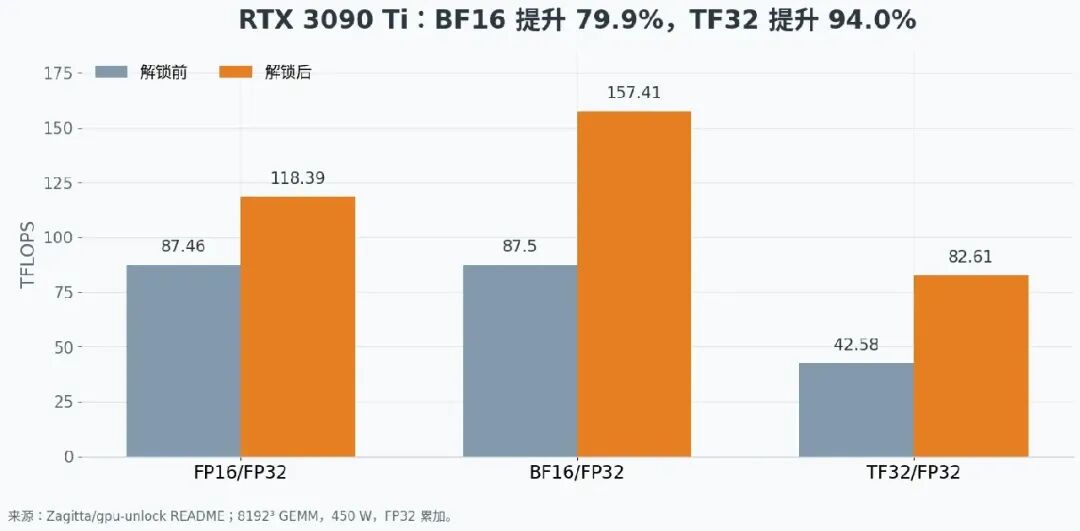 RTX 3090 Ti：BF16 提升 79.9%，TF32 提升 94.0%
解锁前
解锁后
TFLOPS
175
150
125
100
75
50
25
0
87.46
118.39
87.5
157.41
42.58
82.61
FP16/FP32
BF16/FP32
TF32/FP32
来源：Zagitta/gpu-unlock README；8192³ GEMM，450 W，FP32 累加。